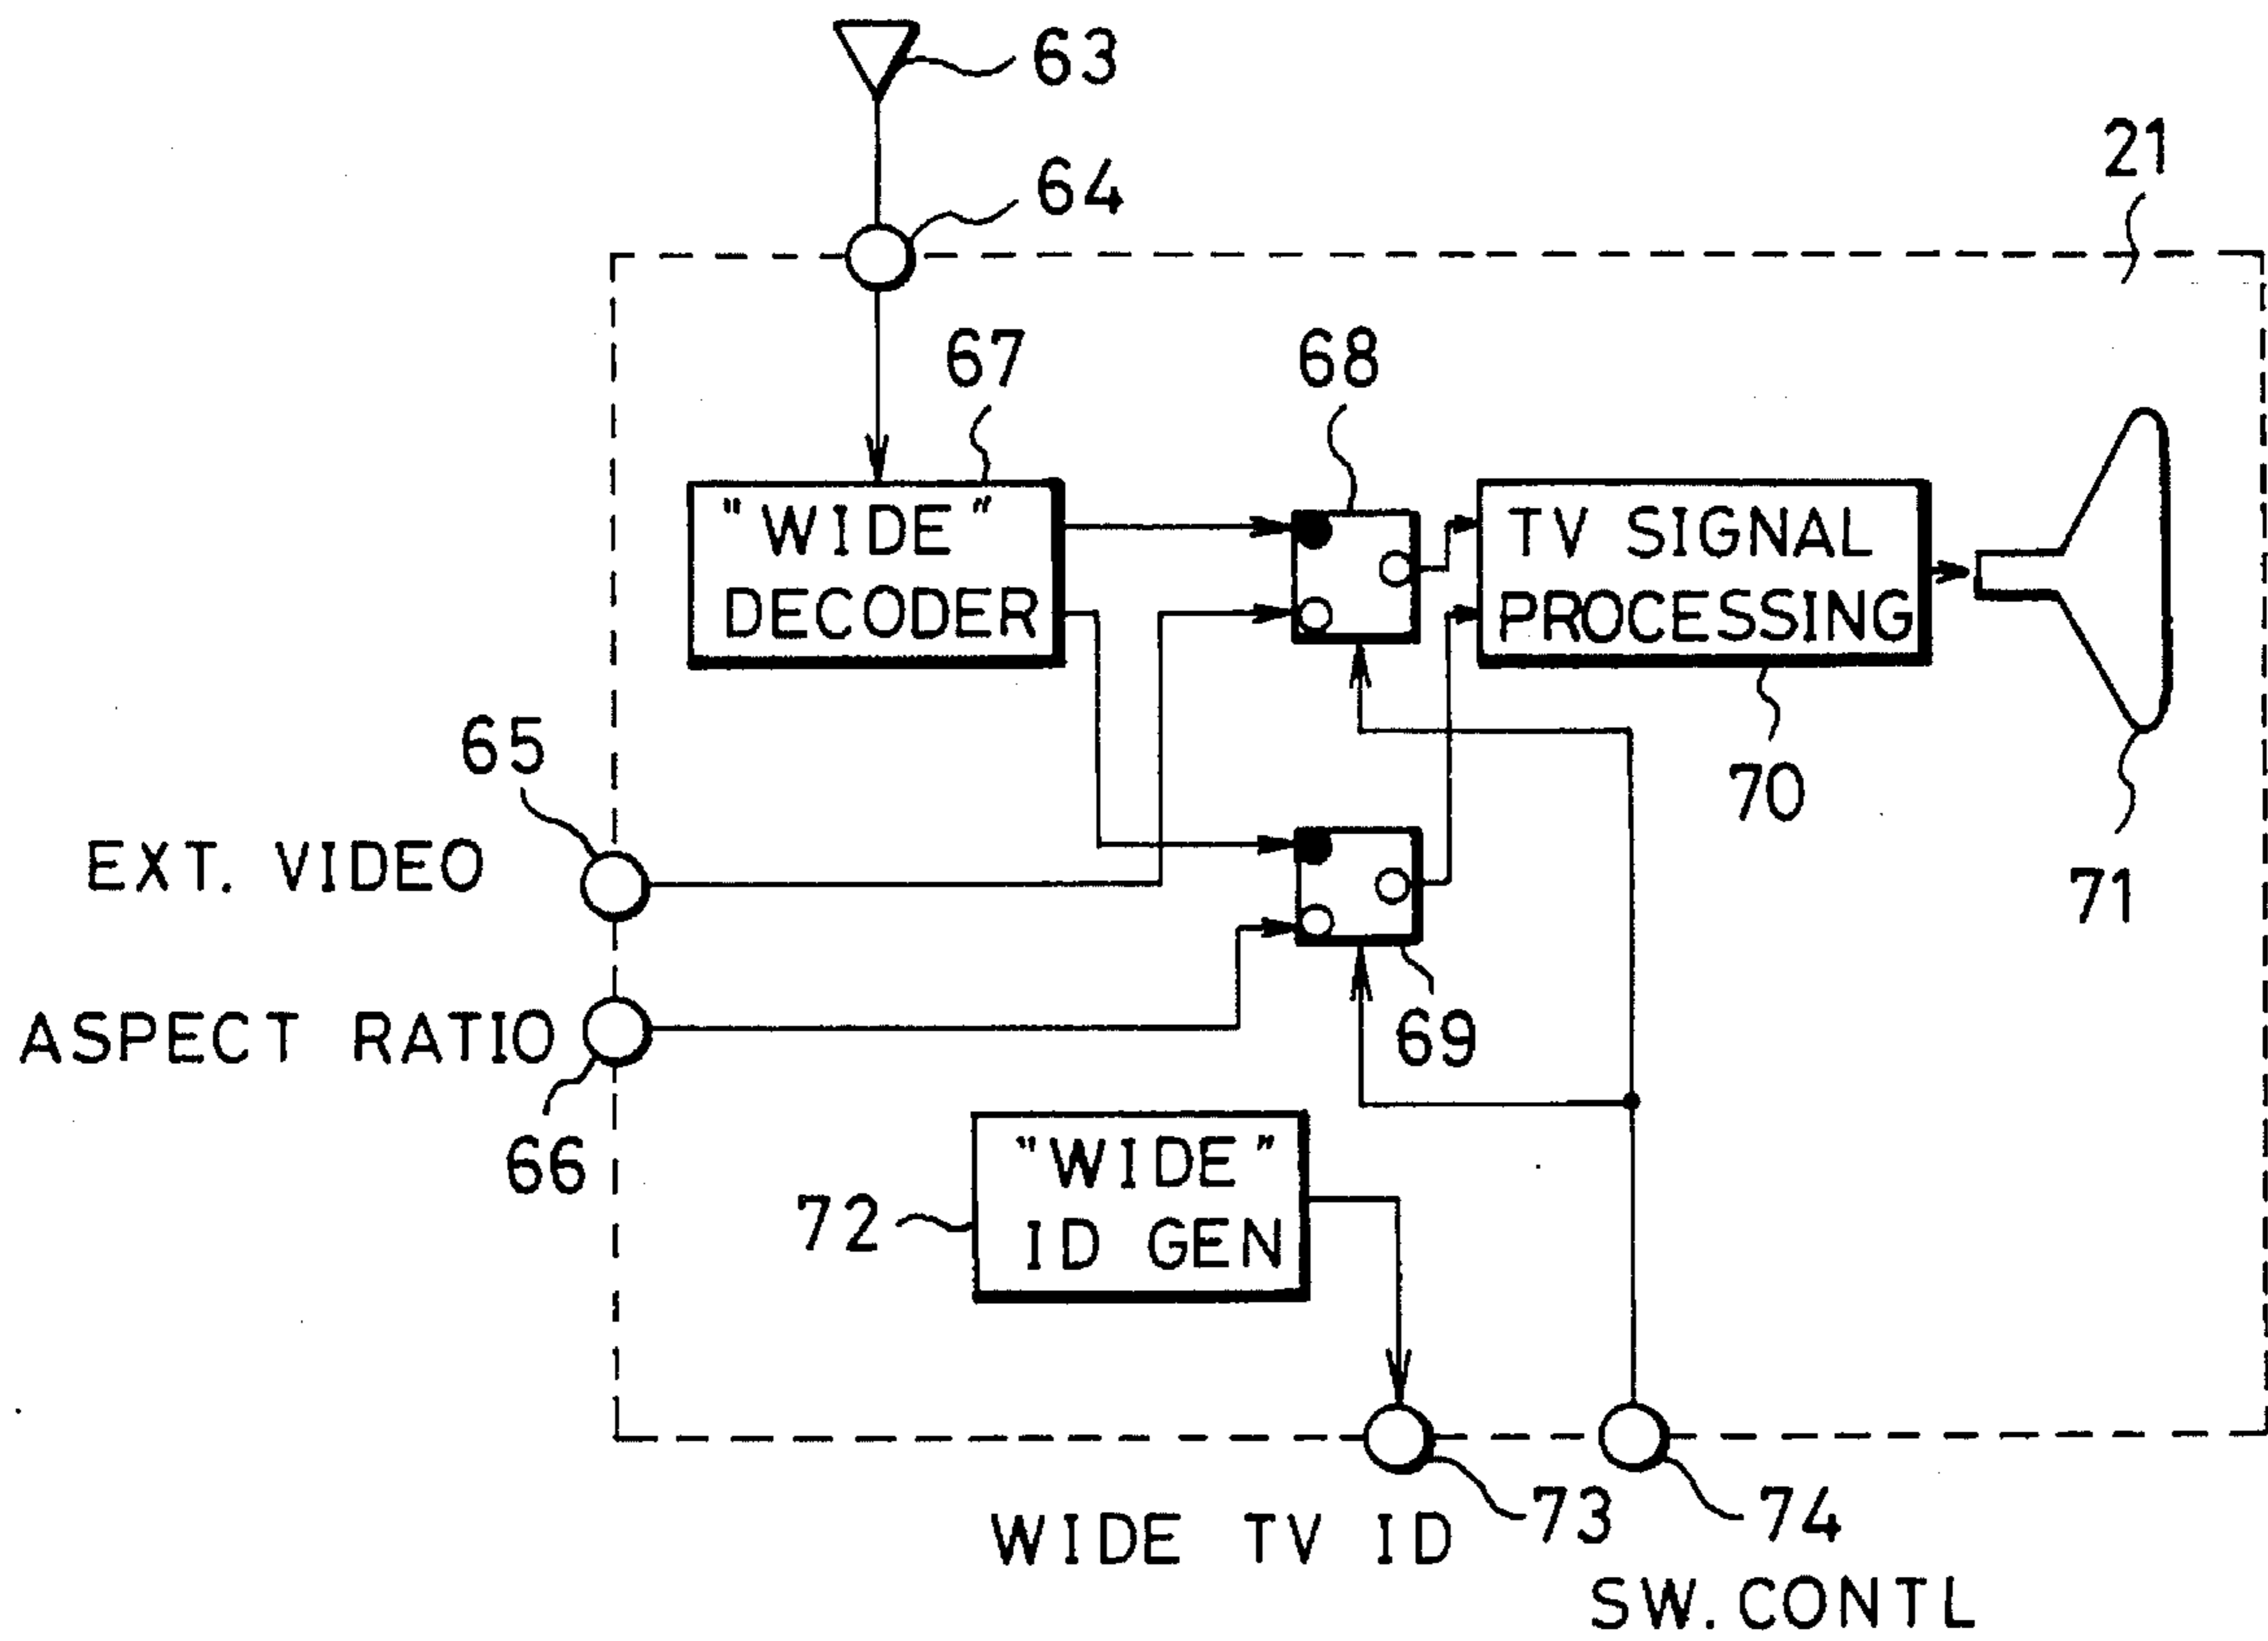 63
64
21
67
68
"WIDE"
DECODER
TV SIGNAL
PROCESSING
65
70
EXT. VIDEO
71
ASPECT RATIO
69
66
"WIDE"
ID GEN
72
73
74
WIDE TV ID
SW. CONTL